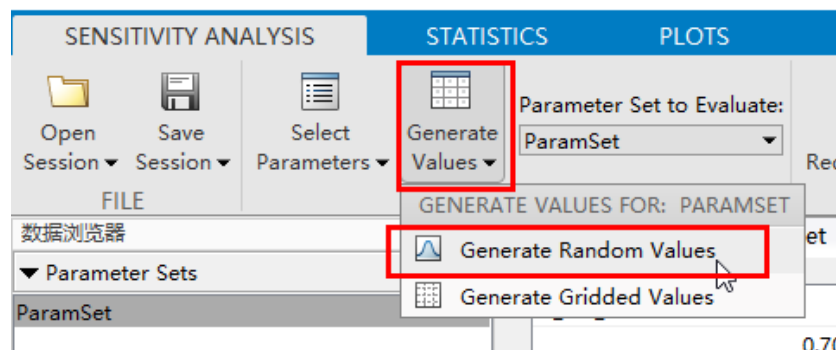 SENSITIVITY ANALYSIS STATISTICS PLOTS
Open Session Save Session Select Parameters Generate Values
Parameter Set to Evaluate:
ParamSet
FILE
GENERATE VALUES FOR: PARAMSET
数据浏览器
Generate Random Values
Parameter Sets
Generate Gridded Values
ParamSet